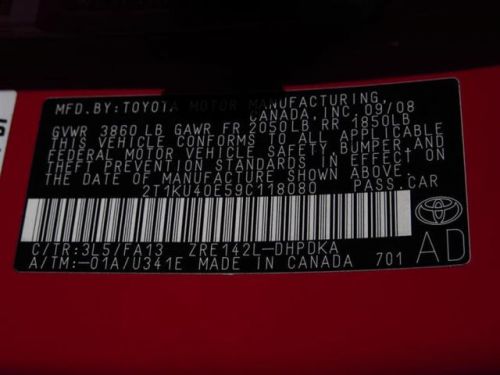 MFD. BY: TOYOTA MOTOR MANUFACTURING,
CANADA, INC. 09/08
GVWR 3860 LB GAWR FR 2050LB RR 1850LB
THIS VEHICLE CONFORMS TO ALL APPLICABLE
FEDERAL MOTOR VEHICLE SAFETY AND
THEFT PREVENTION STANDARDS IN EFFECT ON
THE DATE OF MANUFACTURE SHOWN ABOVE.
2T1KU40E59C118080 PASS.CAR
C/TR:3L5/FA13 ZRE142L-DHPDKA
A/TM:-01A/U341E MADE IN CANADA 701
AD